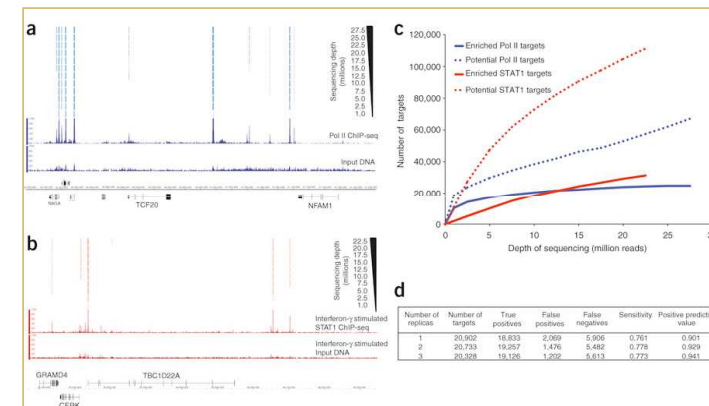 a
27.5
25.0
22.5
20.0
17.5
15.0
12.5
10.0
7.5
5.0
2.5
1.0
Sequencing depth
(millions)
Pol II ChIP-seq
Input DNA
TCF20
NFAM1
b
22.5
20.0
17.5
15.0
12.5
10.0
7.5
5.0
2.5
1.0
Sequencing depth
(millions)
Interferon-γ stimulated
STAT1 ChIP-seq
Interferon-γ stimulated
Input DNA
GRAMD4
TBC1D22A
CERK
c
120,000
100,000
80,000
60,000
40,000
20,000
0
Number of targets
Enriched Pol II targets
Potential Pol II targets
Enriched STAT1 targets
Potential STAT1 targets
0 5 10 15 20 25
Depth of sequencing (million reads)
d
Number of replicas Number of targets True positives False positives False negatives Sensitivity Positive predicti value
1 20,902 18,833 2,069 5,906 0.761 0.901
2 20,733 19,257 1,476 5,482 0.778 0.929
3 20,328 19,126 1,202 5,613 0.773 0.941